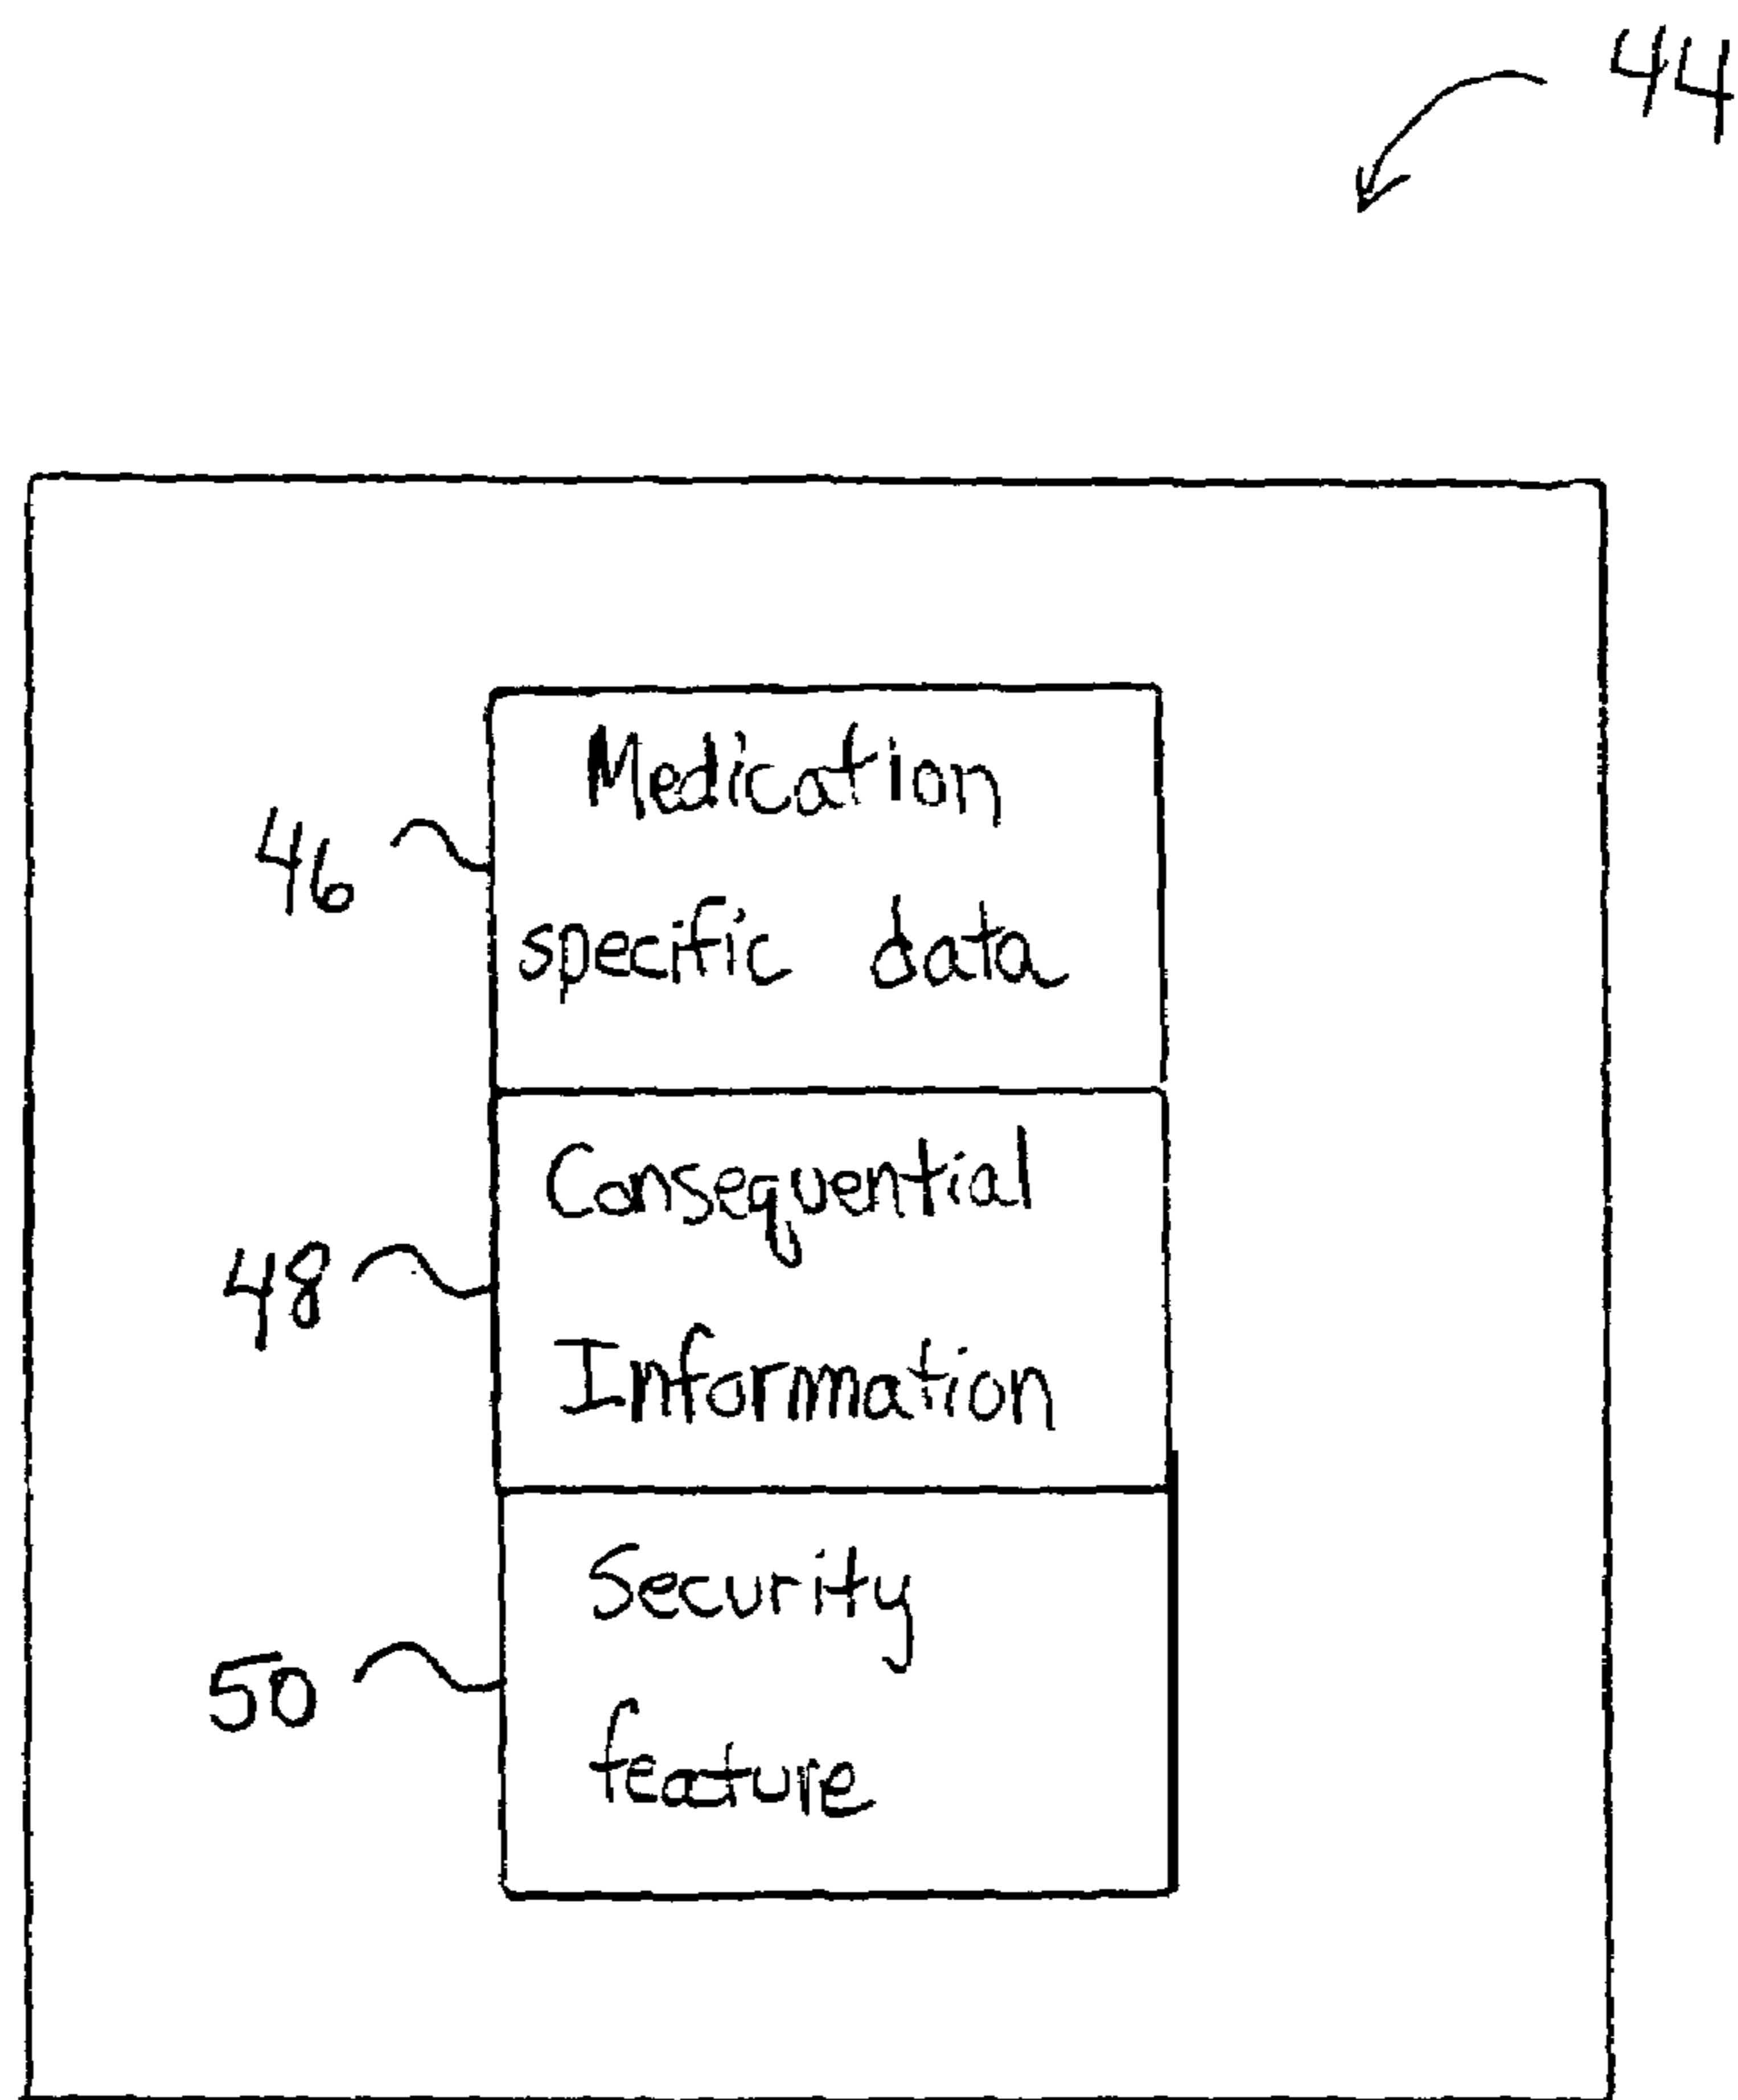 44
Medication
46
specific data
Consequential
48
Information
Security
50
feature